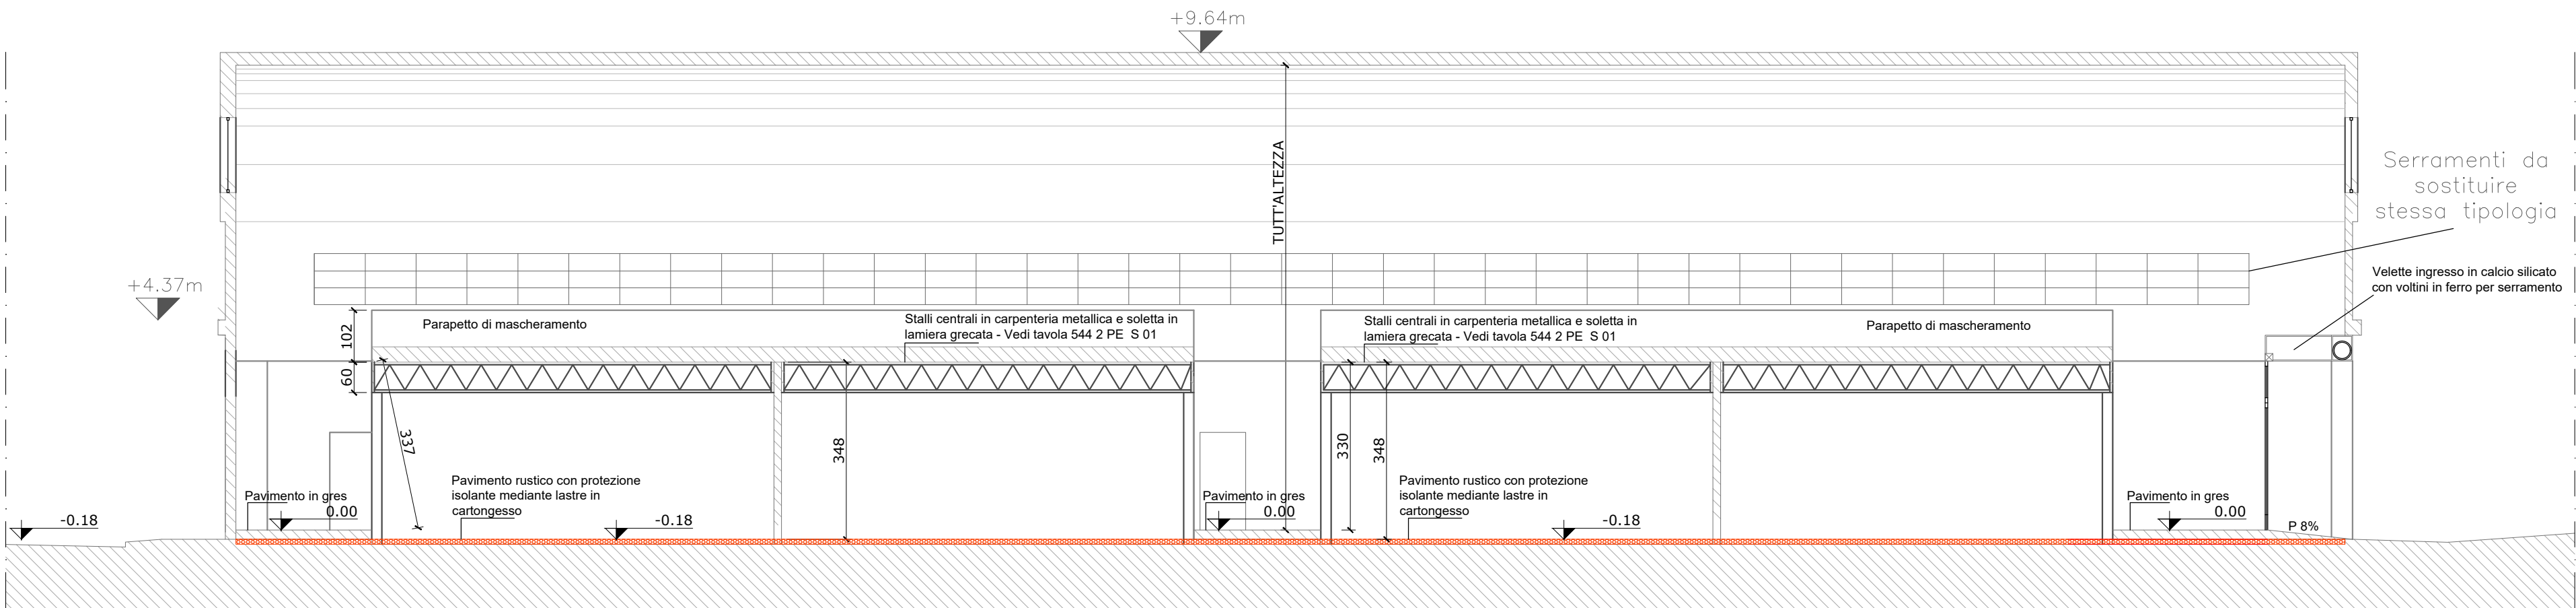 +9.64m
TUTT'ALTEZZA
Serramenti da
sostituire
stessa tipologia
+4.37m
Velette ingresso in calcio silicato
con voltini in ferro per serramento
102
Parapetto di mascheramento
Stalli centrali in carpenteria metallica e soletta in
lamiera grecata - Vedi tavola 544 2 PE S 01
Stalli centrali in carpenteria metallica e soletta in
lamiera grecata - Vedi tavola 544 2 PE S 01
Parapetto di mascheramento
60
337
348
330
348
Pavimento in gres
0.00
Pavimento rustico con protezione
isolante mediante lastre in
cartongesso
-0.18
Pavimento in gres
0.00
Pavimento rustico con protezione
isolante mediante lastre in
cartongesso
-0.18
Pavimento in gres
0.00
P 8%
-0.18